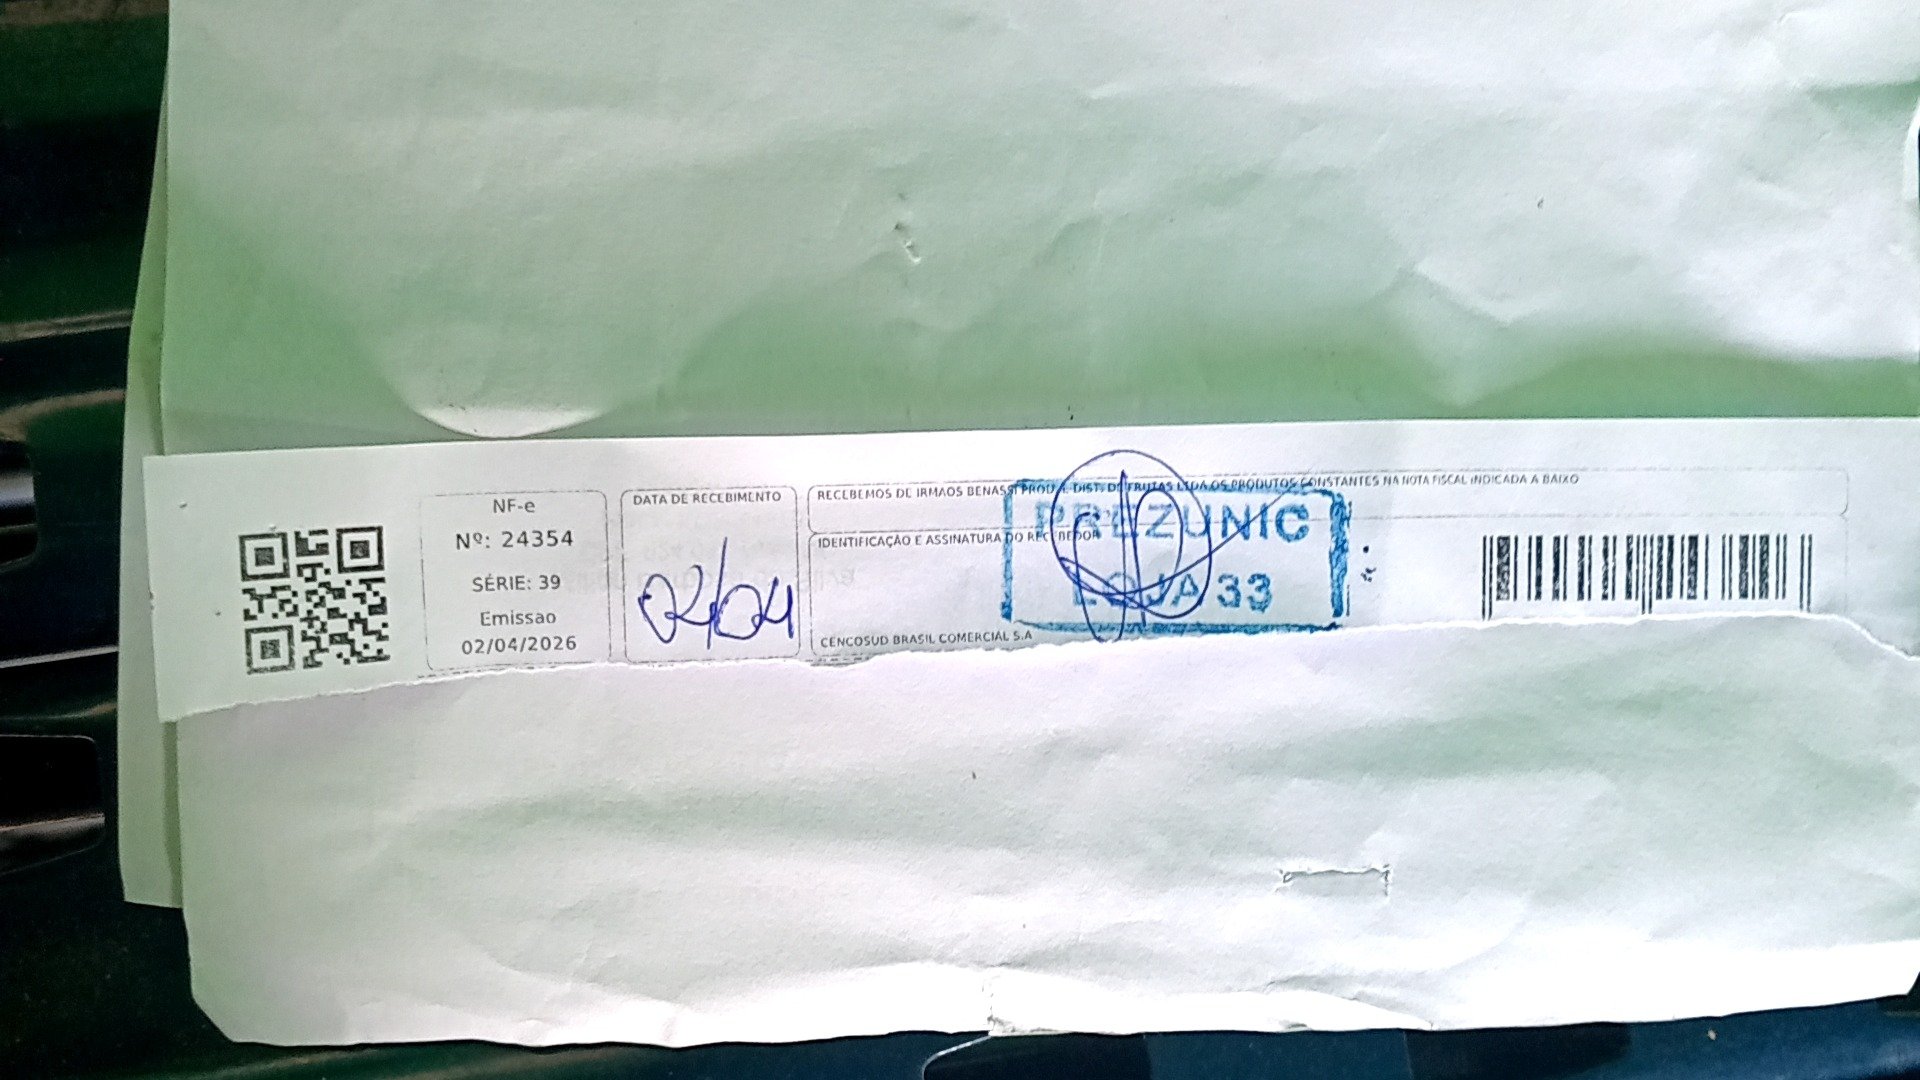 NF-e
Nº: 24354
SÉRIE: 39
Emissao
02/04/2026
DATA DE RECEBIMENTO
02/04
RECEBEMOS DE IRMAOS BENASSI PROD. E DIST. DE FRUTAS LTDA OS PRODUTOS CONSTANTES NA NOTA FISCAL INDICADA A BAIXO
IDENTIFICAÇÃO E ASSINATURA DO RECEBEDOR
PREZUNIC
LOJA 33
CENCOSUD BRASIL COMERCIAL S.A